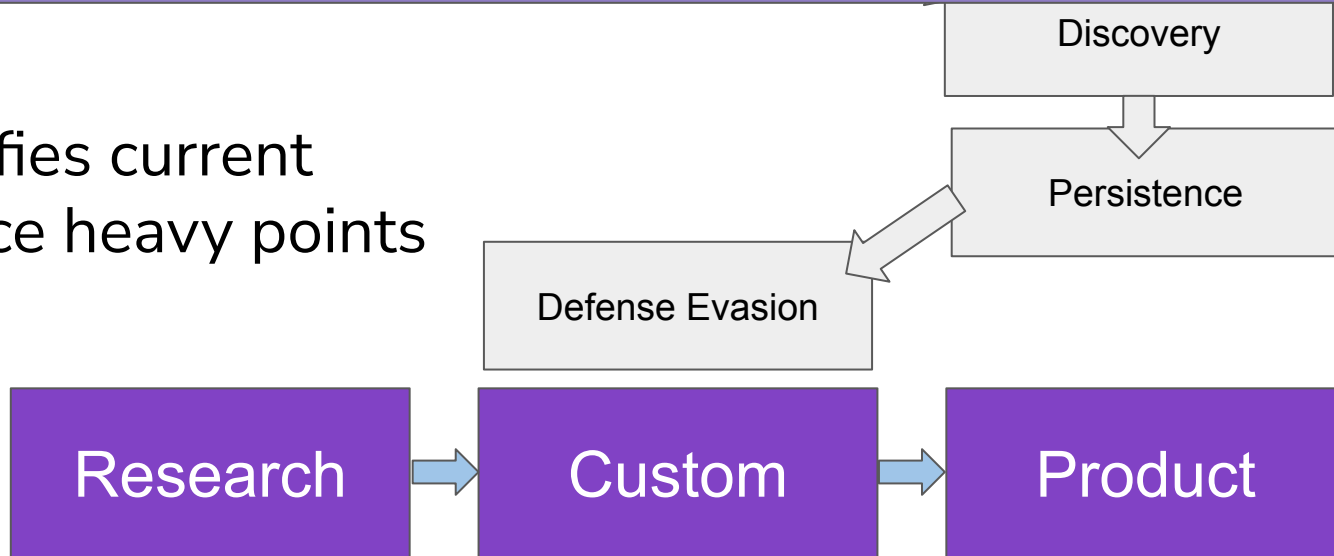 Discovery
fies current
ce heavy points
Persistence
Defense Evasion
Research
Custom
Product